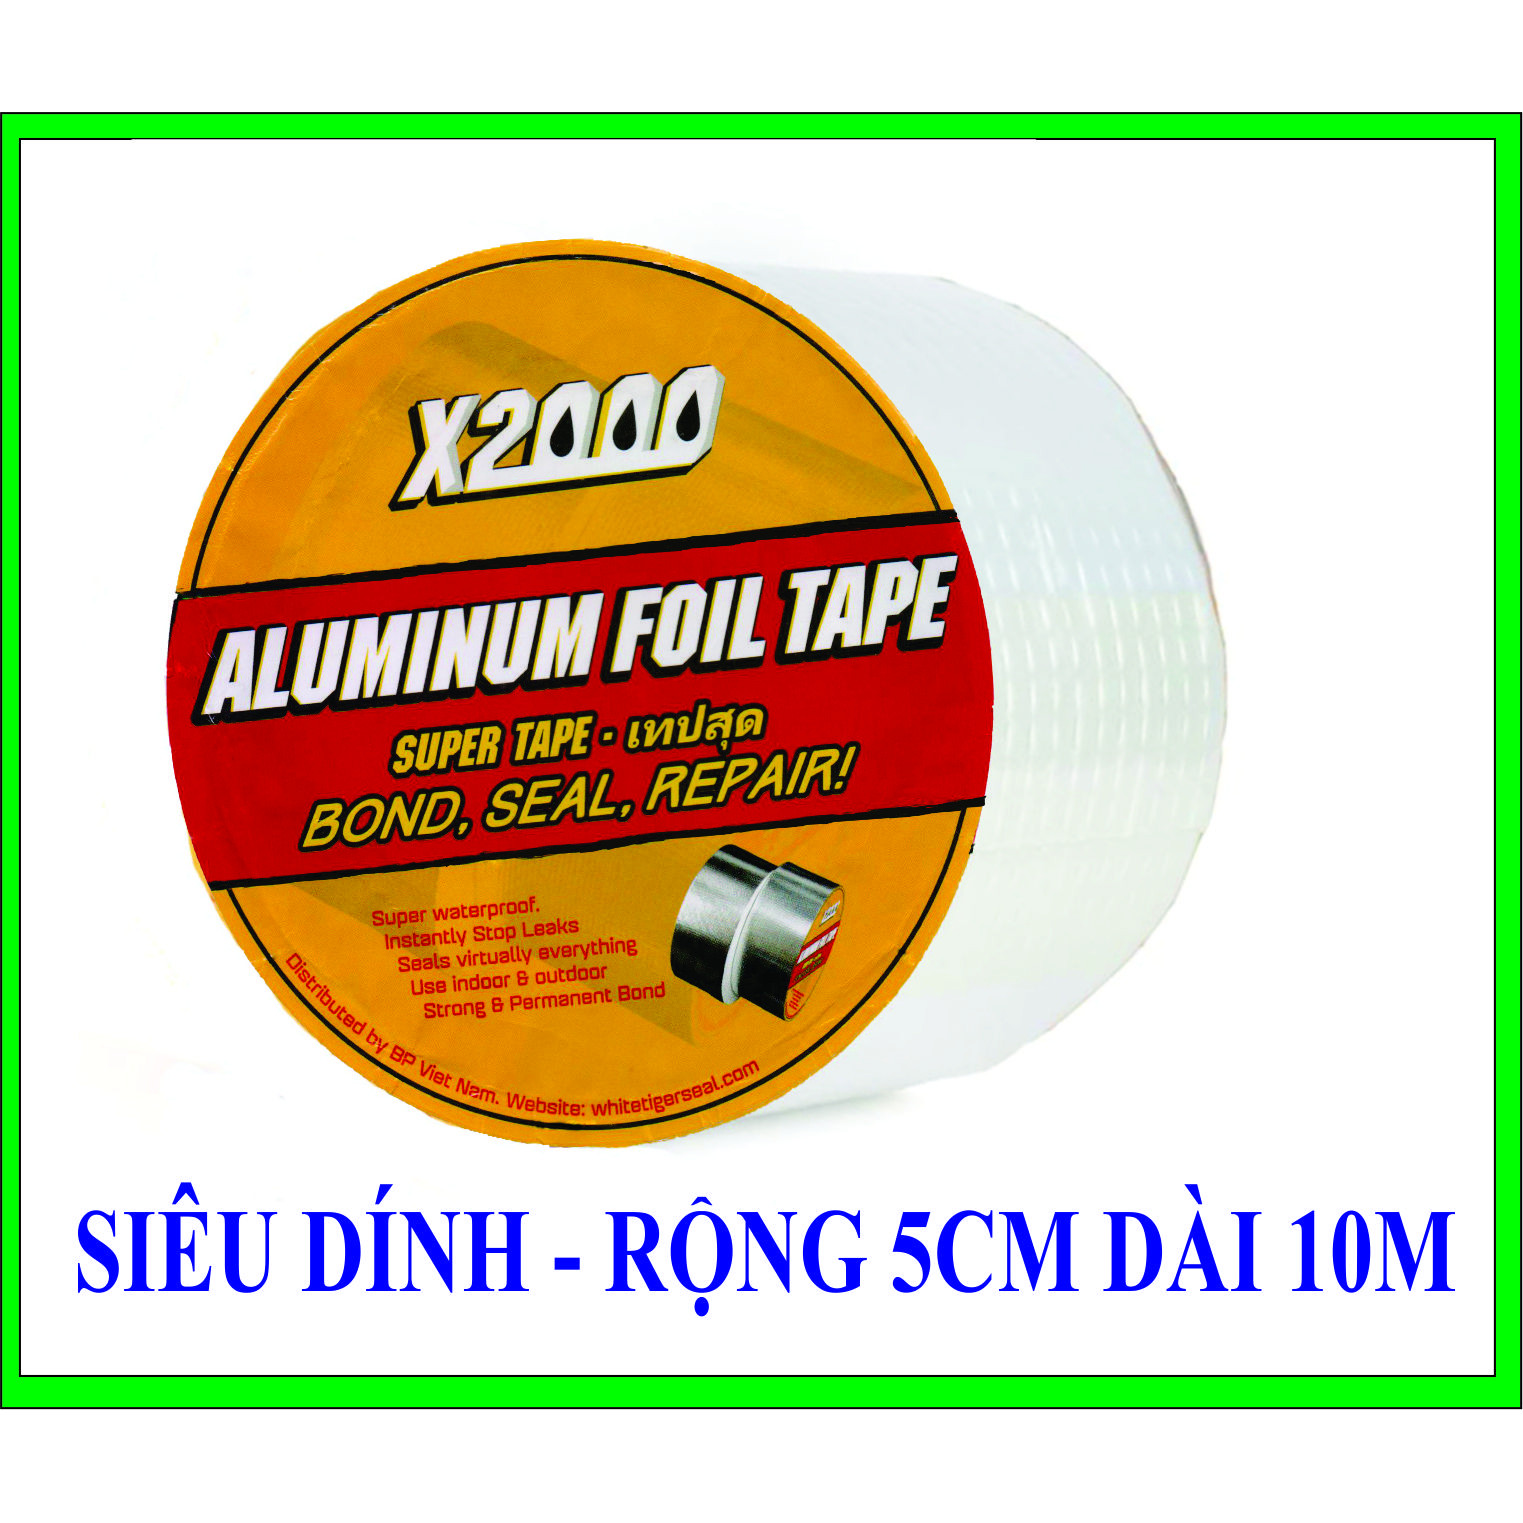 X2000
ALUMINUM FOIL TAPE
SUPER TAPE · เทปสุด
BOND, SEAL, REPAIR!
Super waterproof.
Instantly Stop Leaks
Seals virtually everything
Use indoor & outdoor
Strong & Permanent Bond
Distributed by BP Viet Nam. Website: whitetigerseal.com
SIÊU DÍNH - RỘNG 5CM DÀI 10M